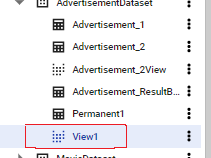 AdvertisementDataset
Advertisement_1
Advertisement_2
Advertisement_2View
Advertisement_ResultB...
Permanent1
View1
MovieDataset